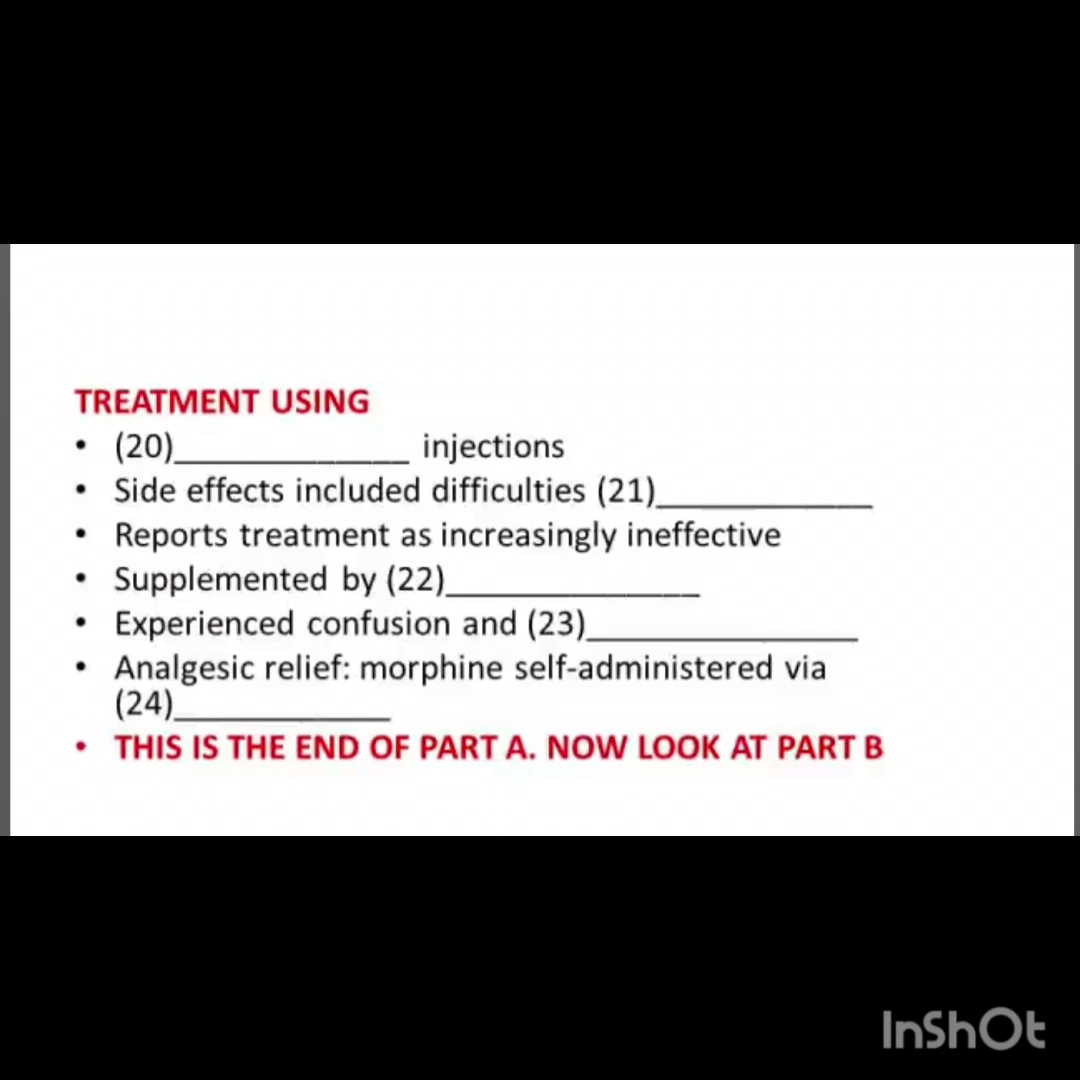 TREATMENT USING
• (20)______________ injections
• Side effects included difficulties (21)_____________
• Reports treatment as increasingly ineffective
• Supplemented by (22)_______________
• Experienced confusion and (23)________________
• Analgesic relief: morphine self-administered via
(24)_____________
• THIS IS THE END OF PART A. NOW LOOK AT PART B
InShOt